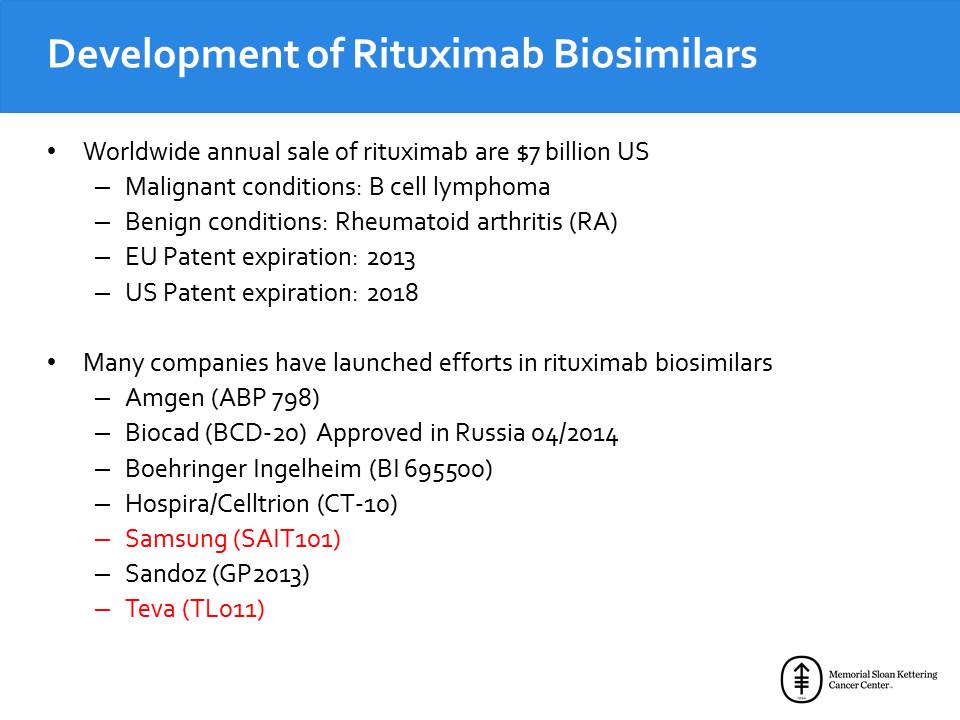 Development of Rituximab Biosimilars
• Worldwide annual sale of rituximab are $7 billion US
– Malignant conditions: B cell lymphoma
– Benign conditions: Rheumatoid arthritis (RA)
– EU Patent expiration: 2013
– US Patent expiration: 2018
• Many companies have launched efforts in rituximab biosimilars
– Amgen (ABP 798)
– Biocad (BCD-20) Approved in Russia 04/2014
– Boehringer Ingelheim (BI 695500)
– Hospira/Celltrion (CT-10)
– Samsung (SAIT101)
– Sandoz (GP2013)
– Teva (TL011)
Memorial Sloan Kettering
Cancer Center